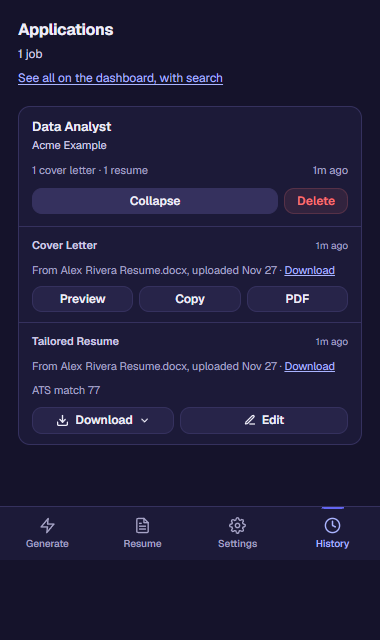 Applications
1 job
See all on the dashboard, with search
Data Analyst
Acme Example
1 cover letter · 1 resume 1m ago
Collapse Delete
Cover Letter 1m ago
From Alex Rivera Resume.docx, uploaded Nov 27 · Download
Preview Copy PDF
Tailored Resume 1m ago
From Alex Rivera Resume.docx, uploaded Nov 27 · Download
ATS match 77
Download Edit
Generate Resume Settings History